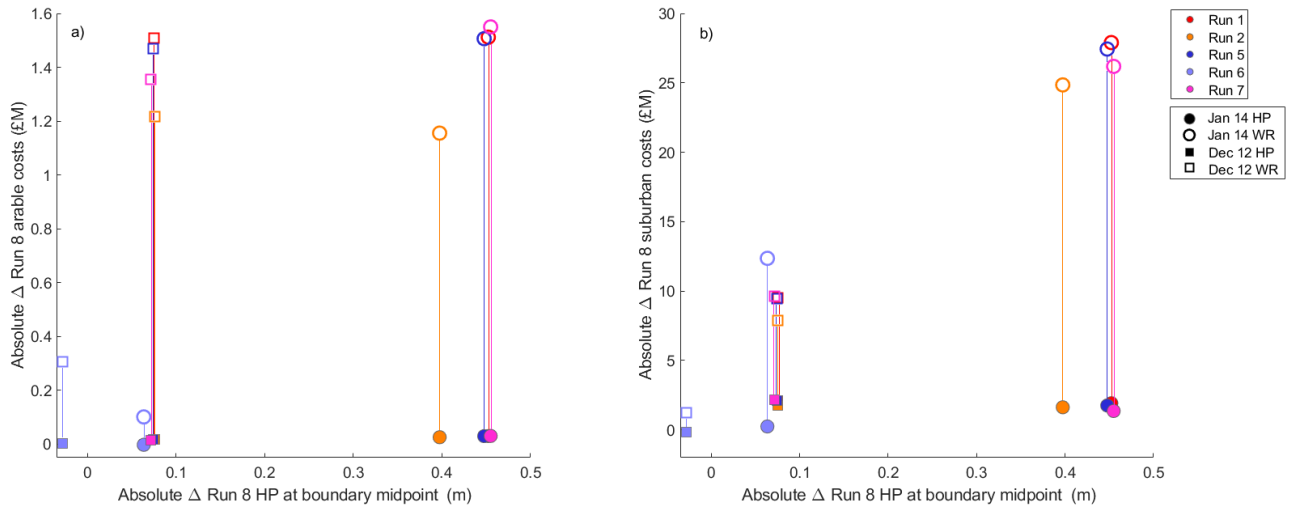 a)
Absolute Δ Run 8 arable costs (£M)
1.6
1.4
1.2
1
0.8
0.6
0.4
0.2
0
0 0.1 0.2 0.3 0.4 0.5
Absolute Δ Run 8 HP at boundary midpoint (m)
b)
Absolute Δ Run 8 suburban costs (£M)
30
25
20
15
10
5
0
0 0.1 0.2 0.3 0.4 0.5
Absolute Δ Run 8 HP at boundary midpoint (m)
Run 1
Run 2
Run 5
Run 6
Run 7
Jan 14 HP
Jan 14 WR
Dec 12 HP
Dec 12 WR